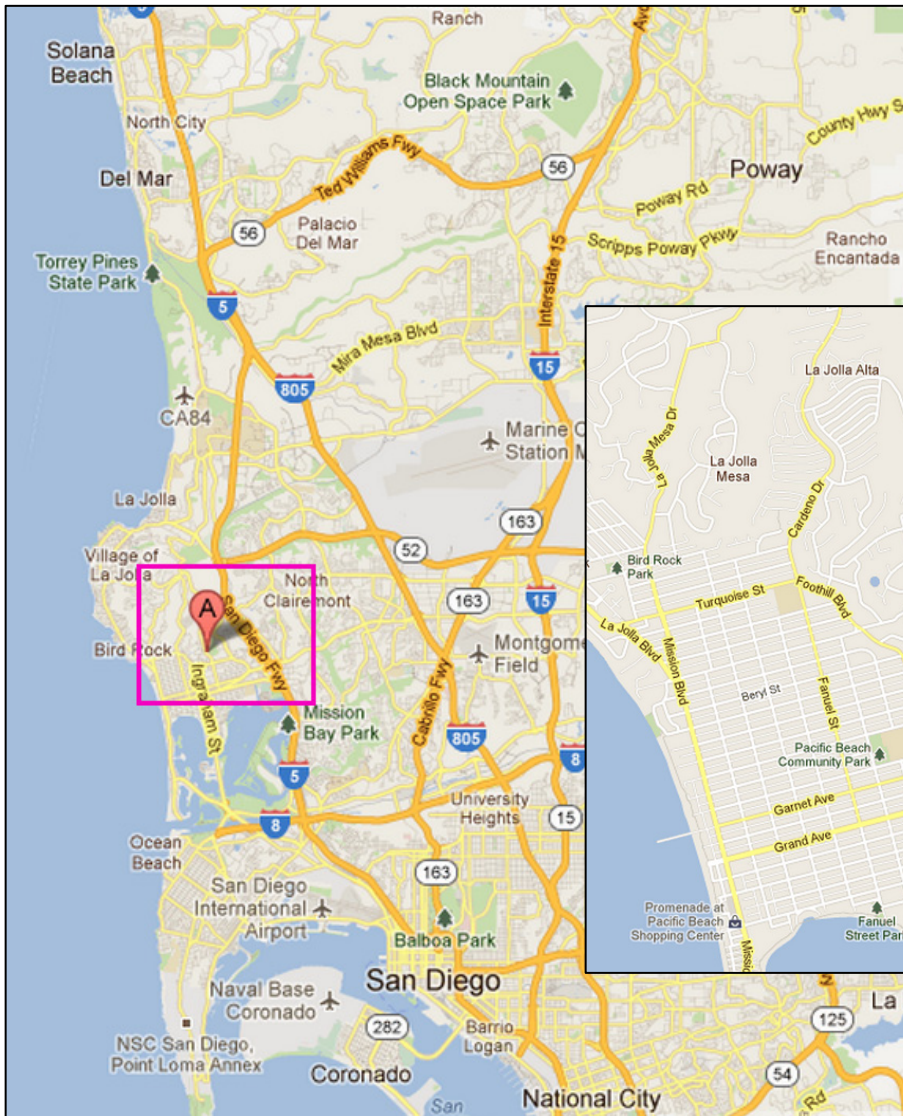 5
Ranch
Solana
Beach
Black Mountain
Open Space Park
North City
County Hwy S
Ted Williams Fwy
56
Poway
Del Mar
Poway Rd
56
Palacio
Del Mar
Scripps Poway Pkwy
Rancho
Encantada
Torrey Pines
State Park
Interstate 15
5
Mira Mesa Blvd
15
805
CA84
Marine C
Station M
La Jolla
163
52
Village of
La Jolla
North
Clairemont
163
15
A
San Diego Fwy
Bird Rock
Montgome
Field
Ingraham St
Mission
Bay Park
Cabrillo Fwy
805
5
8
University
Heights
8
15
Ocean
Beach
163
San Diego
International
Airport
Balboa Park
San Diego
Naval Base
Coronado
282
Barrio
Logan
NSC San Diego,
Point Loma Annex
Coronado
125
La
54
National City
Rd
San
La Jolla Alta
La Jolla Mesa Dr
La Jolla
Mesa
Cardeno Dr
Bird Rock
Park
Turquoise St
Foothill Blvd
La Jolla Blvd
Mission Blvd
Beryl St
Fanuel St
Pacific Beach
Community Park
Garnet Ave
Grand Ave
Promenade at
Pacific Beach
Shopping Center
Fanuel
Street Park
Missio